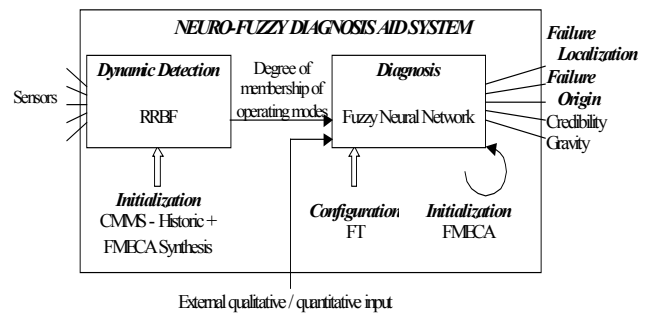 NEURO-FUZZY DIAGNOSIS AID SYSTEM
Sensors
Dynamic Detection
RRBF
Degree of
membership of
operating modes
Diagnosis
Fuzzy Neural Network
Failure
Localization
Failure
Origin
Credibility
Gravity
Initialization
CMMS - Historic +
FMECA Synthesis
Configuration
FT
Initialization
FMECA
External qualitative / quantitative input